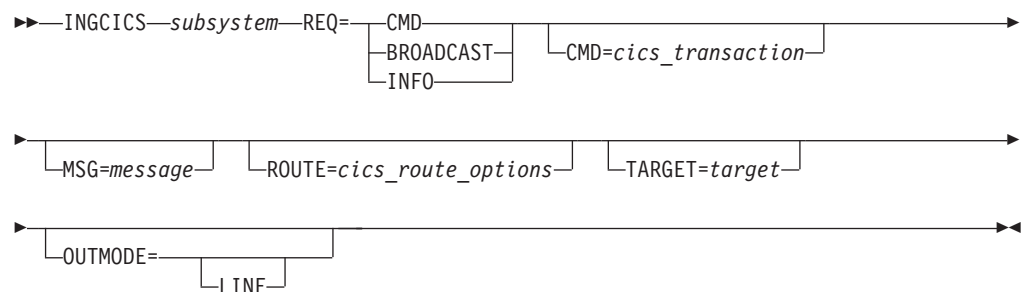 INGCICS subsystem REQ= CMD CMD=cics_transaction
BROADCAST
INFO
MSG=message ROUTE=cics_route_options TARGET=target
OUTMODE=
LINE